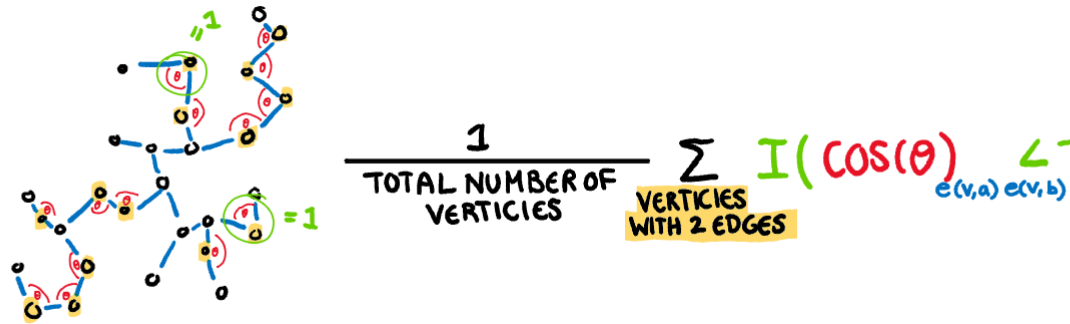 = 1
θ
θ
θ
θ
θ
θ
1
TOTAL NUMBER OF
VERTICIES
Σ
VERTICIES
WITH 2 EDGES
I( COS(θ) <-
e(v,a) e(v,b)
θ
θ
θ
θ
= 1
θ
θ
θ
θ